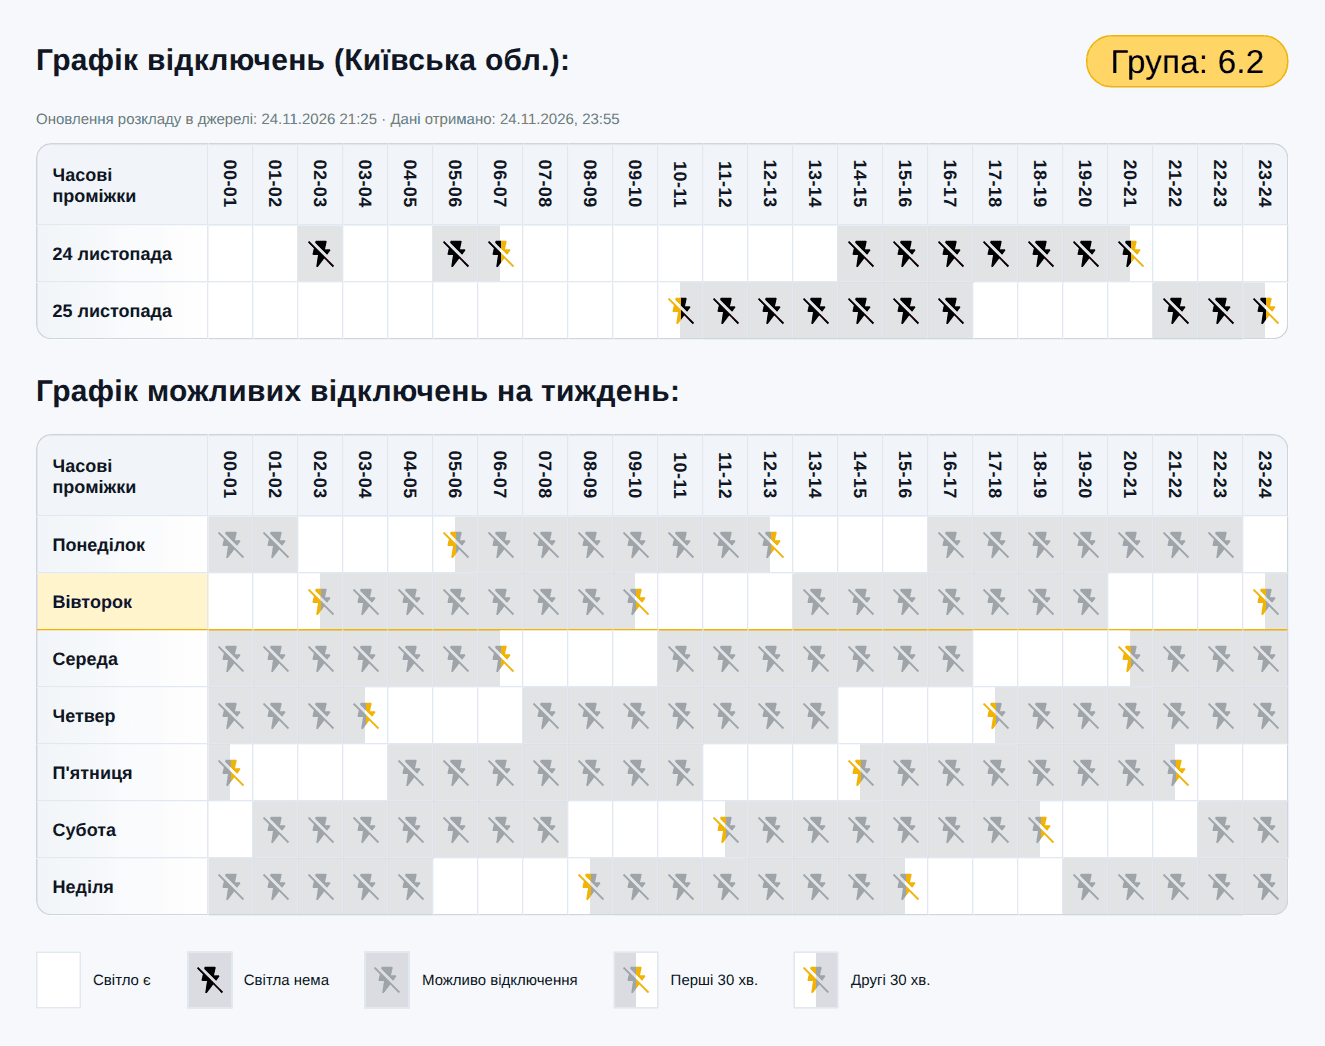 Графік відключень (Київська обл.):
Група: 6.2
Оновлення розкладу в джерелі: 24.11.2026 21:25 · Дані отримано: 24.11.2026, 23:55
Часові
проміжки
00-01 01-02 02-03 03-04 04-05 05-06 06-07 07-08 08-09 09-10 10-11 11-12 12-13 13-14 14-15 15-16 16-17 17-18 18-19 19-20 20-21 21-22 22-23 23-24
24 листопада
25 листопада
Графік можливих відключень на тиждень:
Часові
проміжки
00-01 01-02 02-03 03-04 04-05 05-06 06-07 07-08 08-09 09-10 10-11 11-12 12-13 13-14 14-15 15-16 16-17 17-18 18-19 19-20 20-21 21-22 22-23 23-24
Понеділок
Вівторок
Середа
Четвер
П'ятниця
Субота
Неділя
Світло є
Світла нема
Можливо відключення
Перші 30 хв.
Другі 30 хв.